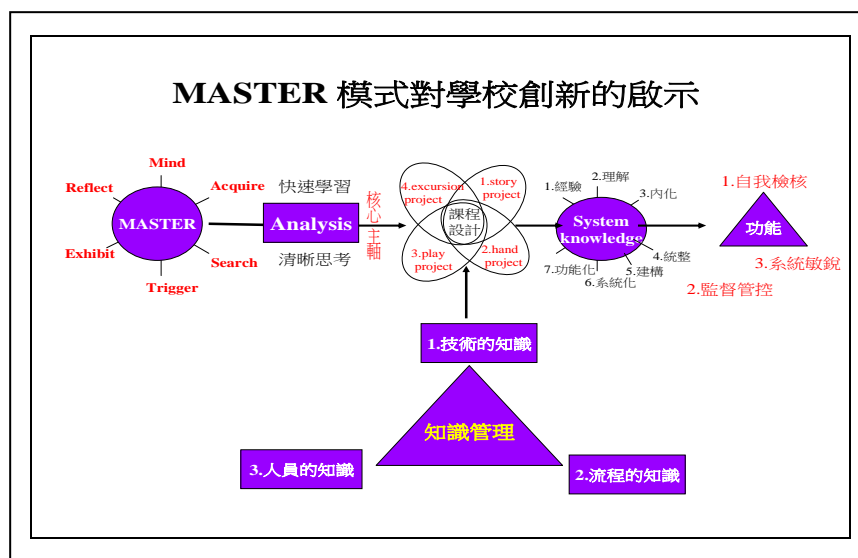 MASTER 模式對學校創新的啟示
Mind
Reflect
Acquire
MASTER
Exhibit
Search
Trigger
快速學習
Analysis
清晰思考
核心主軸
4.excursion
project
1.story
project
課程
設計
3.play
project
2.hand
project
1.經驗
2.理解
3.內化
System
knowledge
4.統整
5.建構
6.系統化
7.功能化
1.自我檢核
功能
3.系統敏銳
2.監督管控
1.技術的知識
知識管理
3.人員的知識
2.流程的知識